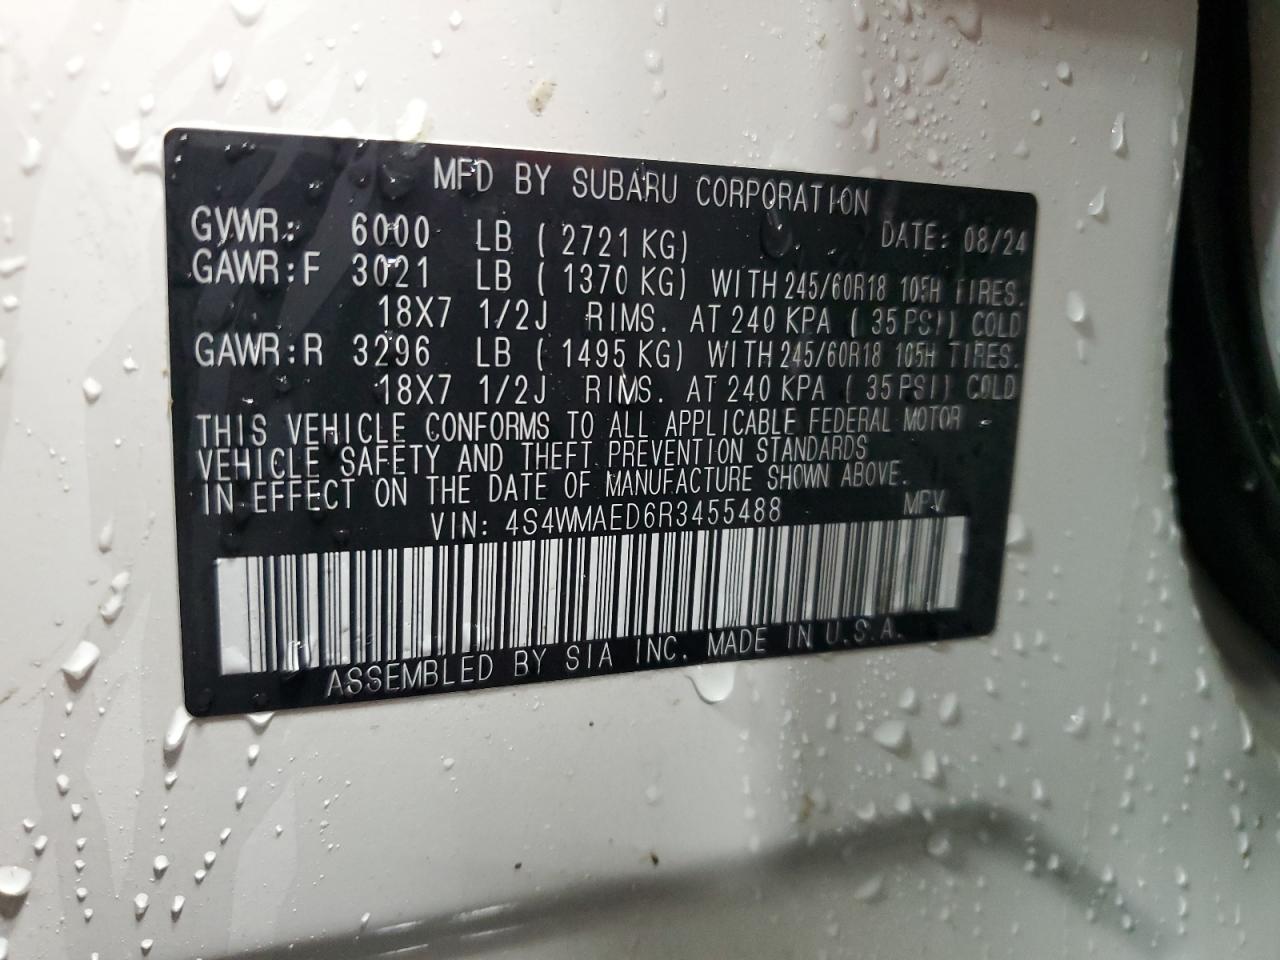 MFD BY SUBARU CORPORATION
GVWR: 6000 LB (2721 KG) DATE: 08/24
GAWR:F 3021 LB (1370 KG) WITH 245/60R18 105H TIRES.
18X7 1/2J RIMS. AT 240 KPA (35 PSI) COLD
GAWR:R 3296 LB (1495 KG) WITH 245/60R18 105H TIRES.
18X7 1/2J RIMS. AT 240 KPA (35 PSI) COLD
THIS VEHICLE CONFORMS TO ALL APPLICABLE FEDERAL MOTOR
VEHICLE SAFETY AND THEFT PREVENTION STANDARDS
IN EFFECT ON THE DATE OF MANUFACTURE SHOWN ABOVE.
VIN: 4S4WMAED6R3455488 MPV
ASSEMBLED BY SIA INC. MADE IN U.S.A.